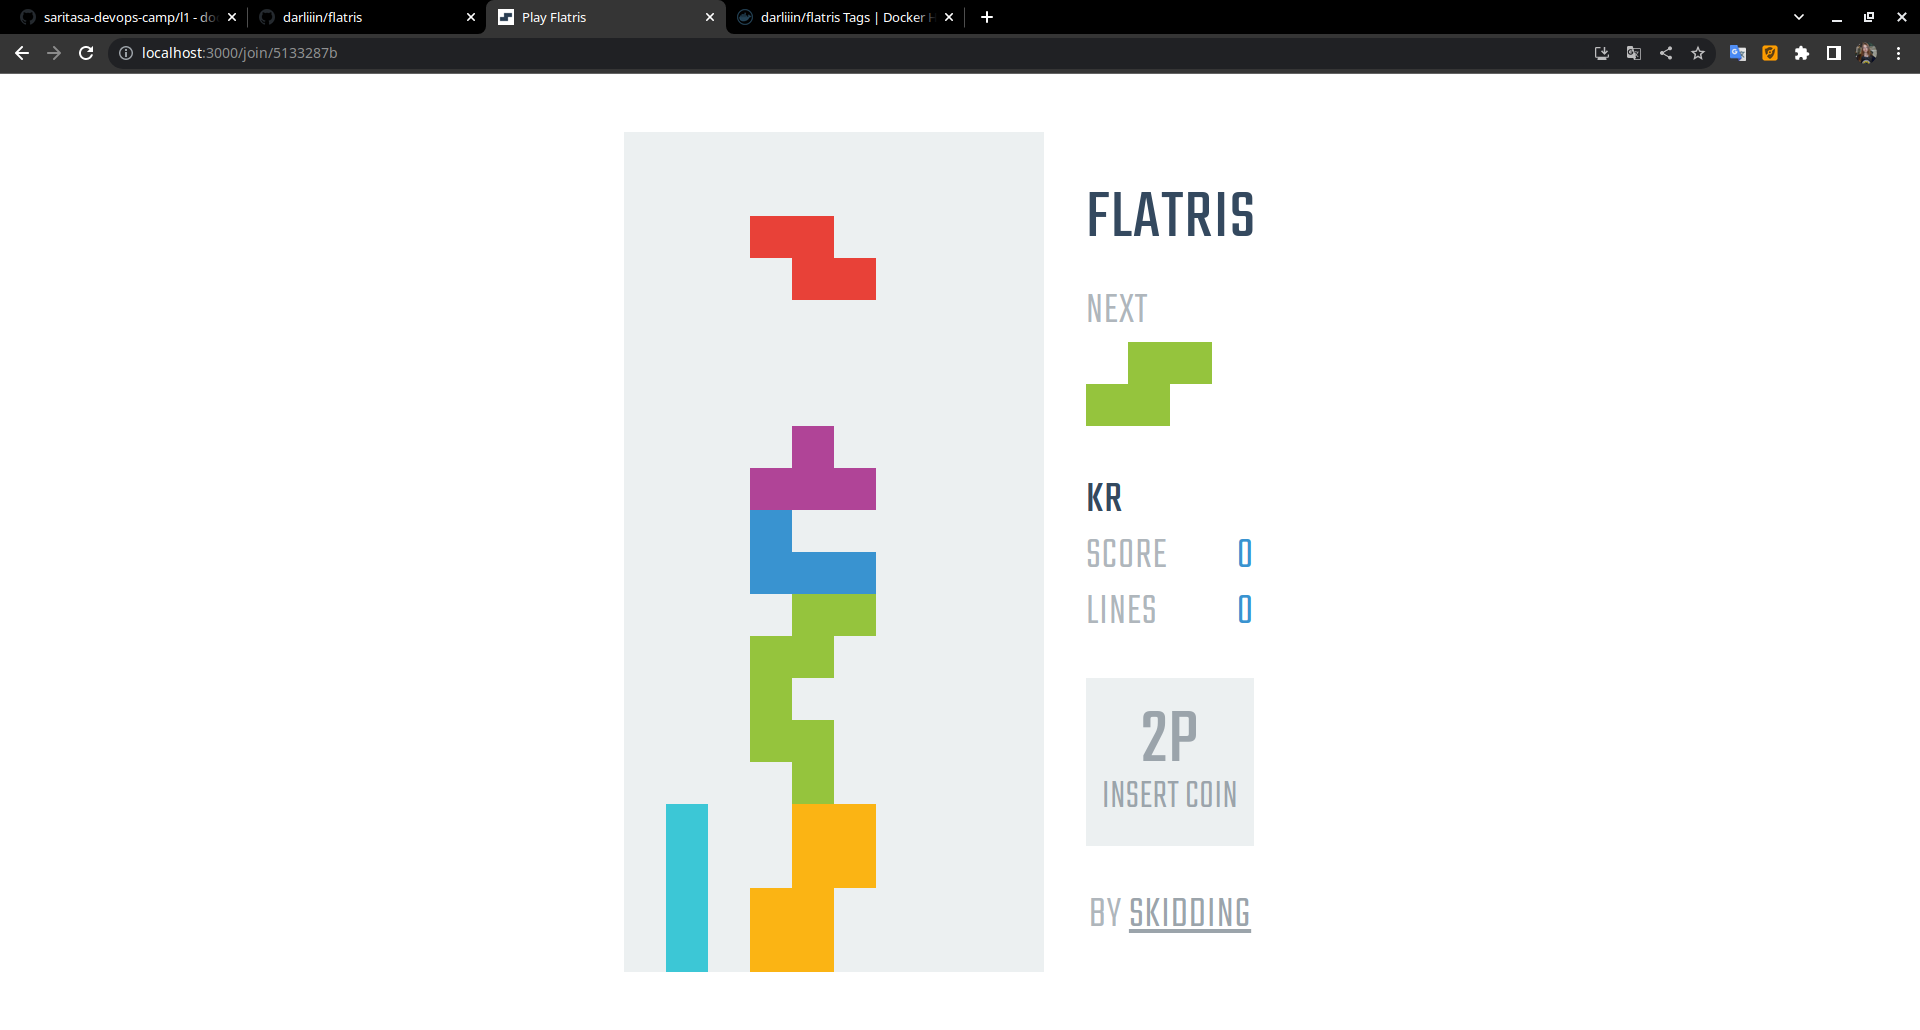 saritasa-devops-camp/l1 - do
darliiin/flatris
Play Flatris
darliiin/flatris Tags | Docker H
localhost:3000/join/5133287b
FLATRIS
NEXT
KR
SCORE 0
LINES 0
2P
INSERT COIN
BY SKIDDING